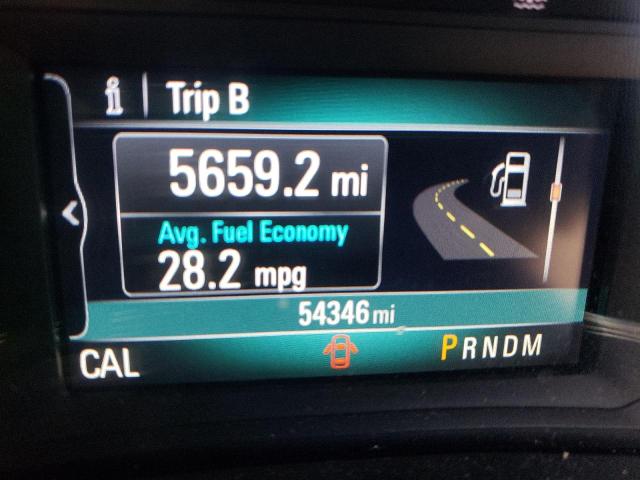 i Trip B
5659.2 mi
Avg. Fuel Economy
28.2 mpg
54346 mi
CAL PRNDM